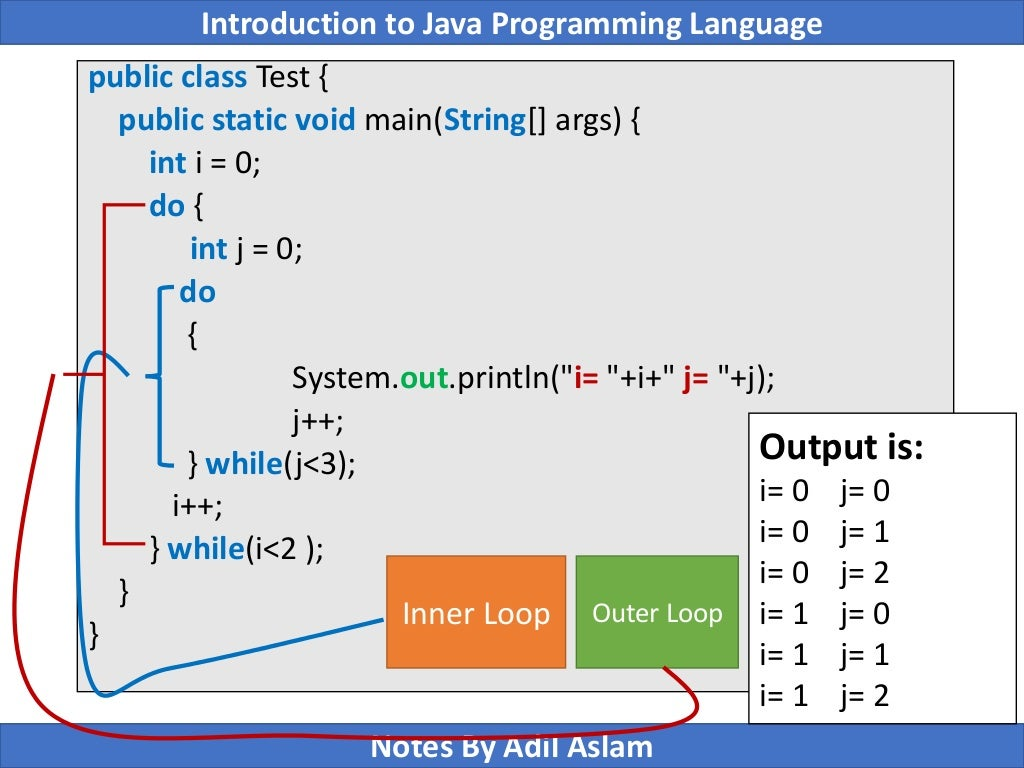 Introduction to Java Programming Language
public class Test {
public static void main(String[] args) {
int i = 0;
do {
int j = 0;
do
{
System.out.println("i= "+i+" j= "+j);
j++;
} while(j<3);
i++;
} while(i<2 );
}
}
Inner Loop
Outer Loop
Output is:
i= 0 j= 0
i= 0 j= 1
i= 0 j= 2
i= 1 j= 0
i= 1 j= 1
i= 1 j= 2
Notes By Adil Aslam